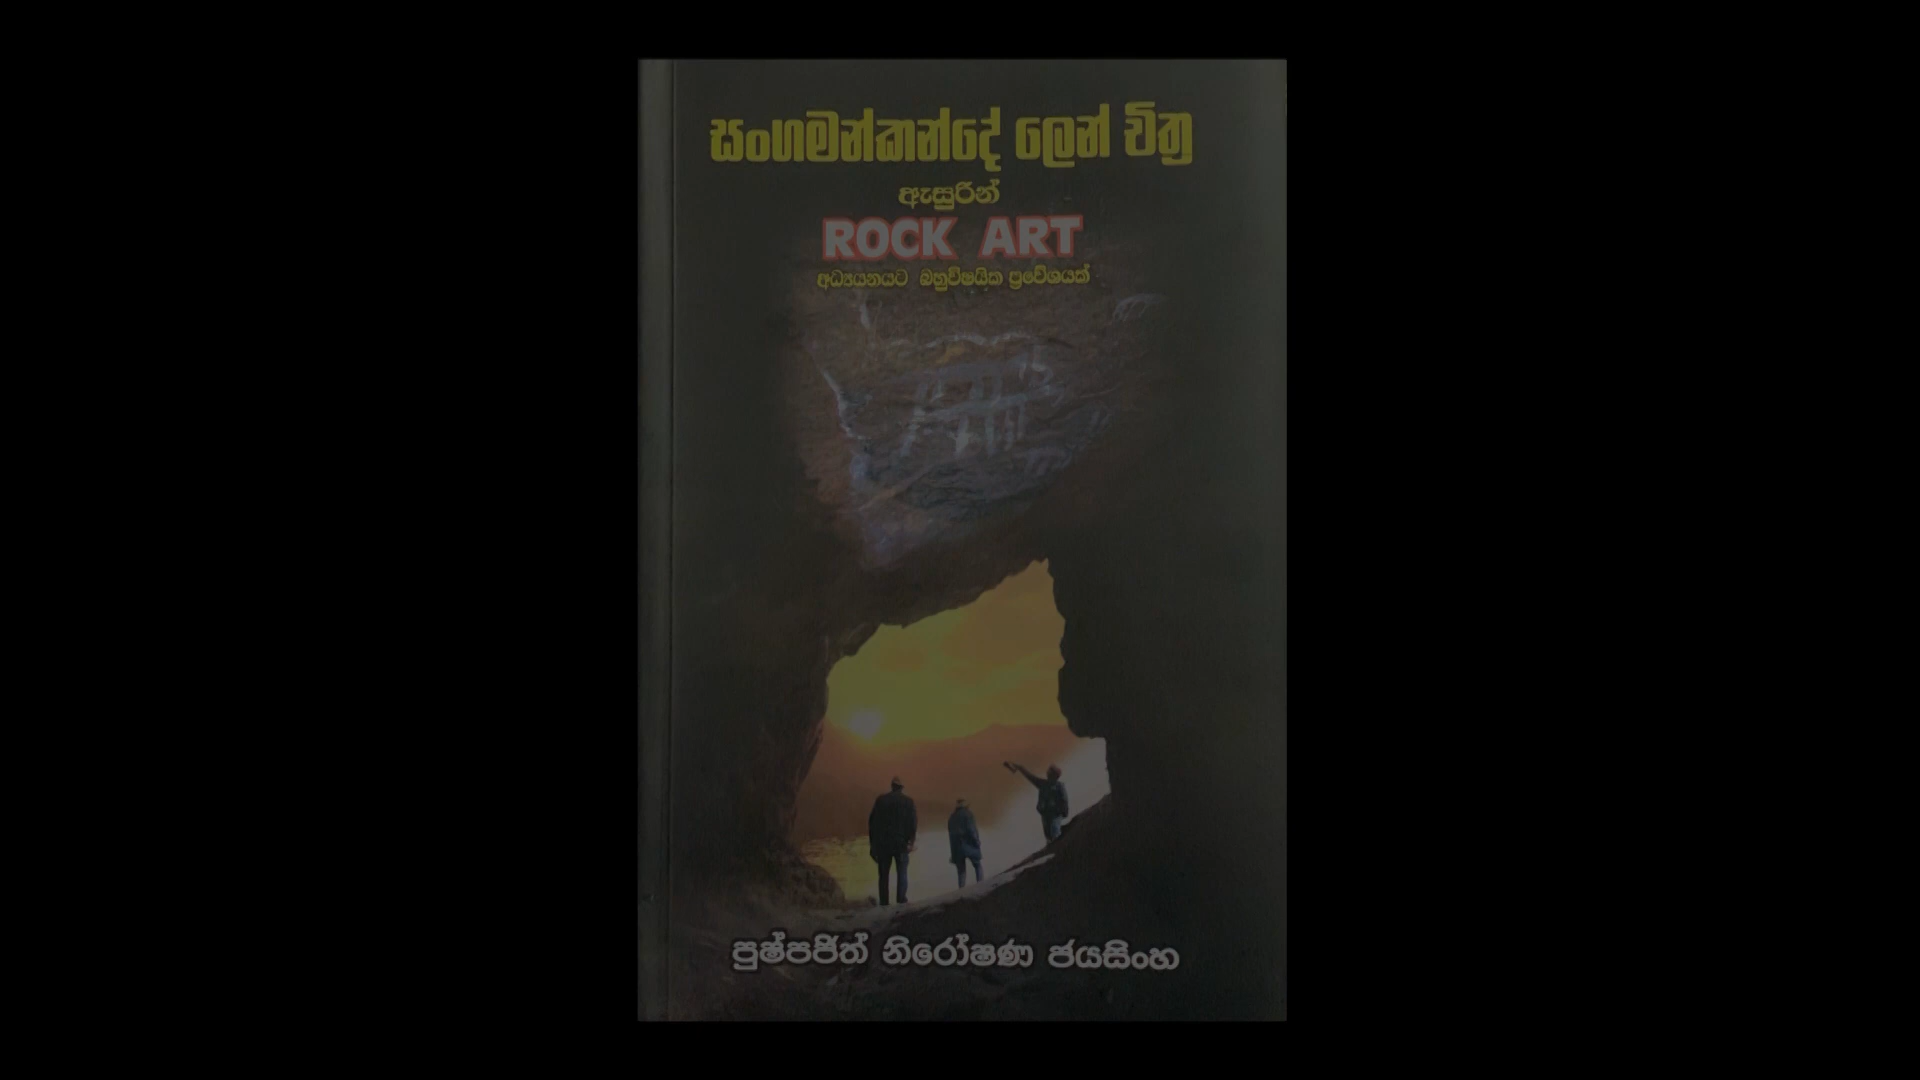 සංගමන්කන්දේ ලෙන් චිත්‍ර
ඇසුරින්
ROCK ART
අධ්‍යයනයට බහුවිෂයික ප්‍රවේශයක්
පුෂ්පජිත් නිරෝෂණ ජයසිංහ